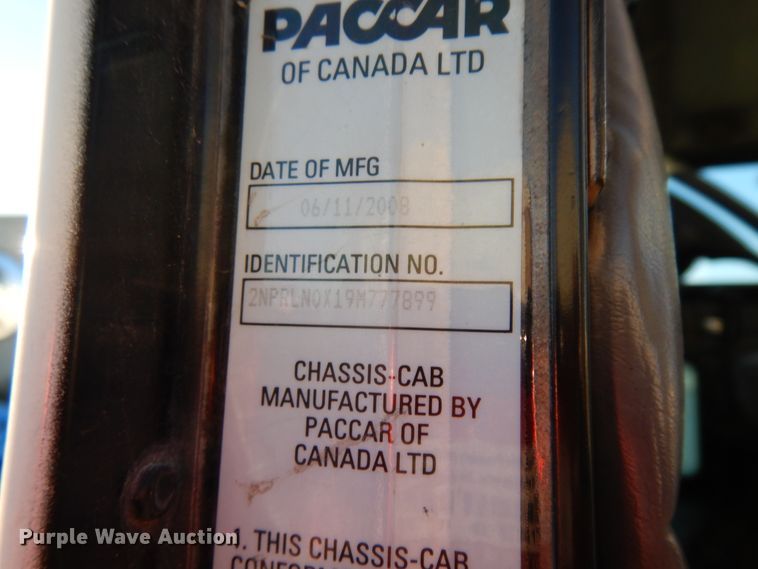 PACCAR
OF CANADA LTD
DATE OF MFG
06/11/2008
IDENTIFICATION NO.
2NPRLN0X19M777899
CHASSIS-CAB
MANUFACTURED BY
PACCAR OF
CANADA LTD
1. THIS CHASSIS-CAB
Purple Wave Auction